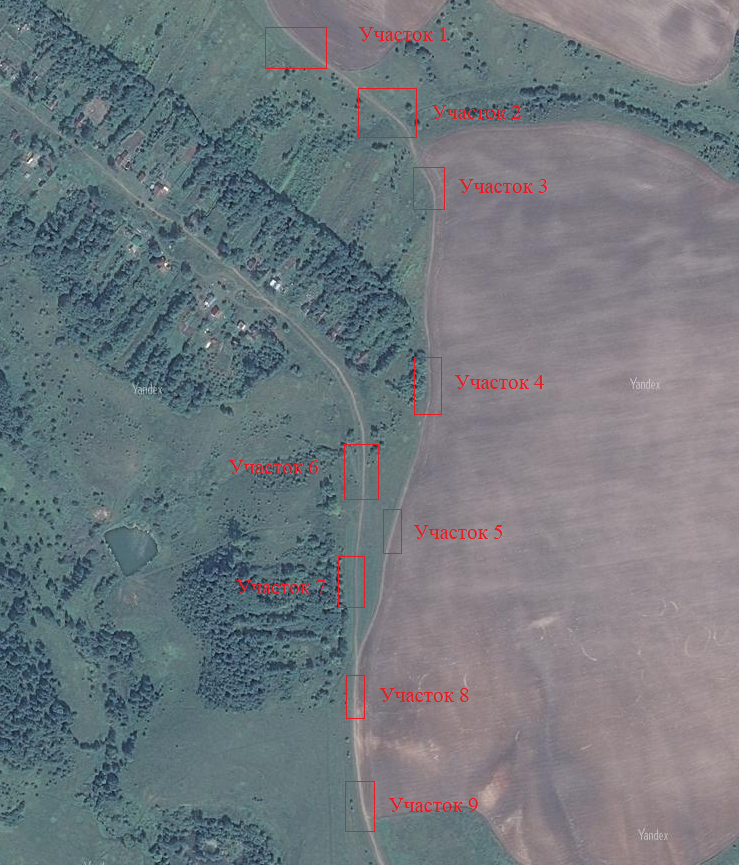 Участок 1
Участок 2
Участок 3
Участок 4
Yandex
Yandex
Участок 6
Участок 5
Участок 7
Участок 8
Участок 9
Yandex